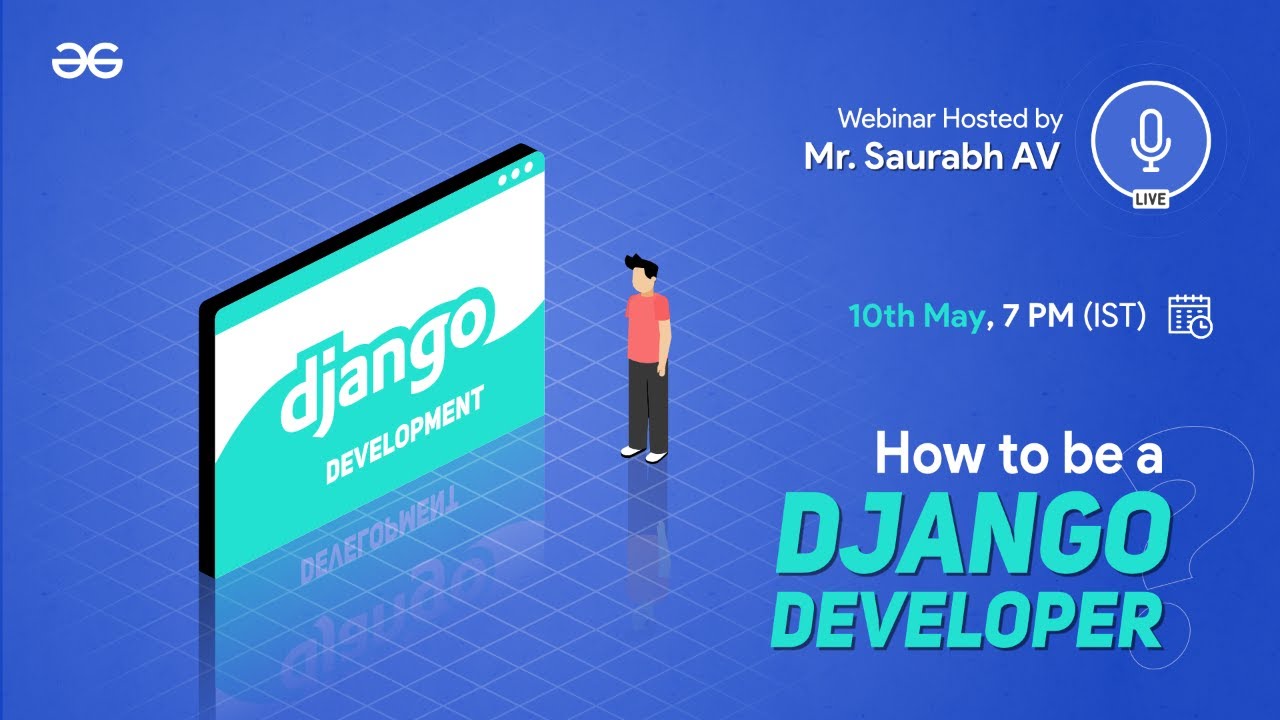 Webinar Hosted by
Mr. Saurabh AV
LIVE
10th May, 7 PM (IST)
django
DEVELOPMENT
How to be a
DJANGO
DEVELOPER
?